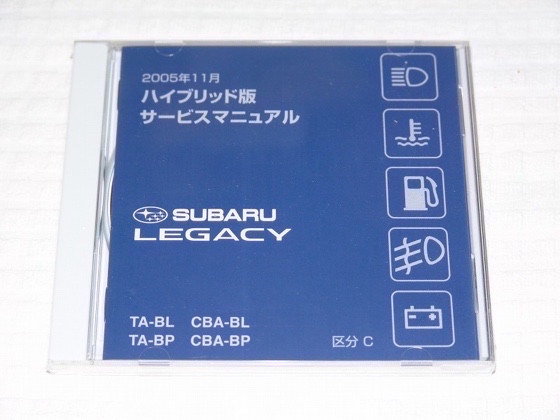 2005年11月
ハイブリッド版
サービスマニュアル
SUBARU
LEGACY
TA-BL CBA-BL
TA-BP CBA-BP
区分 C